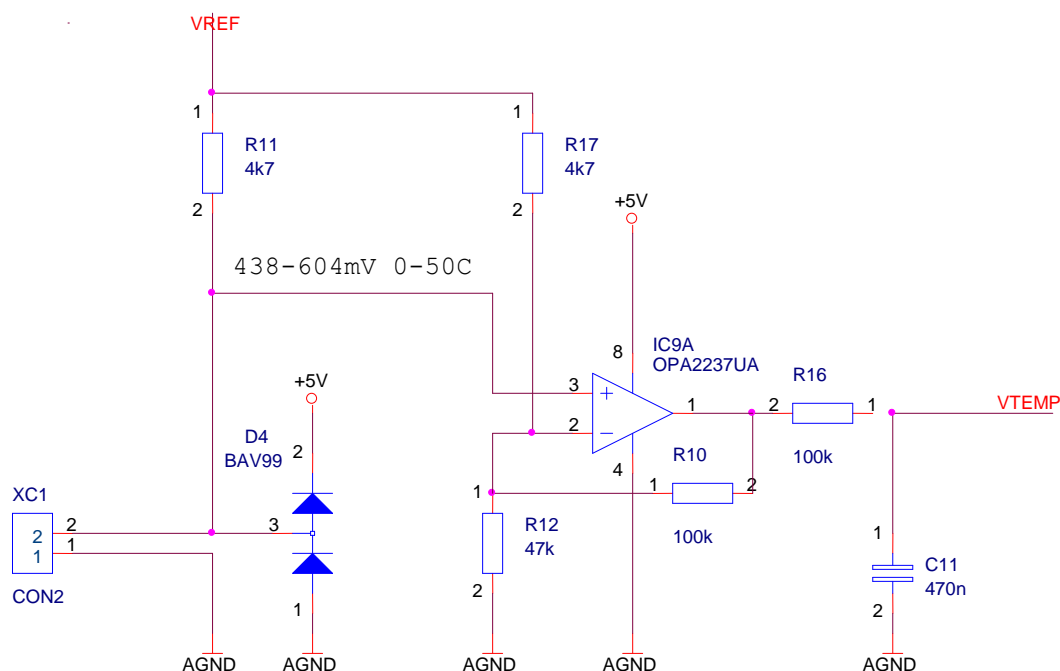 VREF
1
R11
4k7
2
1
R17
4k7
2
+5V
438-604mV 0-50C
8
IC9A
OPA2237UA
3
+
2
−
1
4
R16
2
1
100k
VTEMP
+5V
D4
BAV99
2
3
1
R10
1
2
100k
XC1
2
1
2
1
CON2
1
R12
47k
2
1
C11
470n
2
AGND
AGND
AGND
AGND
AGND